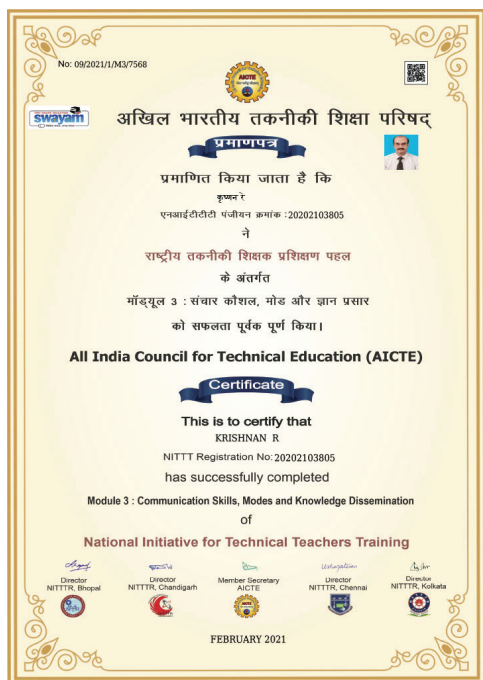 No: 09/2021/1/M3/7568
AICTE
swayam
अखिल भारतीय तकनीकी शिक्षा परिषद्
प्रमाणपत्र
प्रमाणित किया जाता है कि
कृष्णन रे
एनआईटीटीटी पंजीयन क्रमांक :20202103805
ने
राष्ट्रीय तकनीकी शिक्षक प्रशिक्षण पहल
के अंतर्गत
मॉड्यूल 3 : संचार कौशल, मोड और ज्ञान प्रसार
को सफलता पूर्वक पूर्ण किया।
All India Council for Technical Education (AICTE)
Certificate
This is to certify that
KRISHNAN R
NITTT Registration No: 20202103805
has successfully completed
Module 3 : Communication Skills, Modes and Knowledge Dissemination
of
National Initiative for Technical Teachers Training
Director Director Member Secretary Director Director
NITTTR, Bhopal NITTTR, Chandigarh AICTE NITTTR, Chennai NITTTR, Kolkata
FEBRUARY 2021